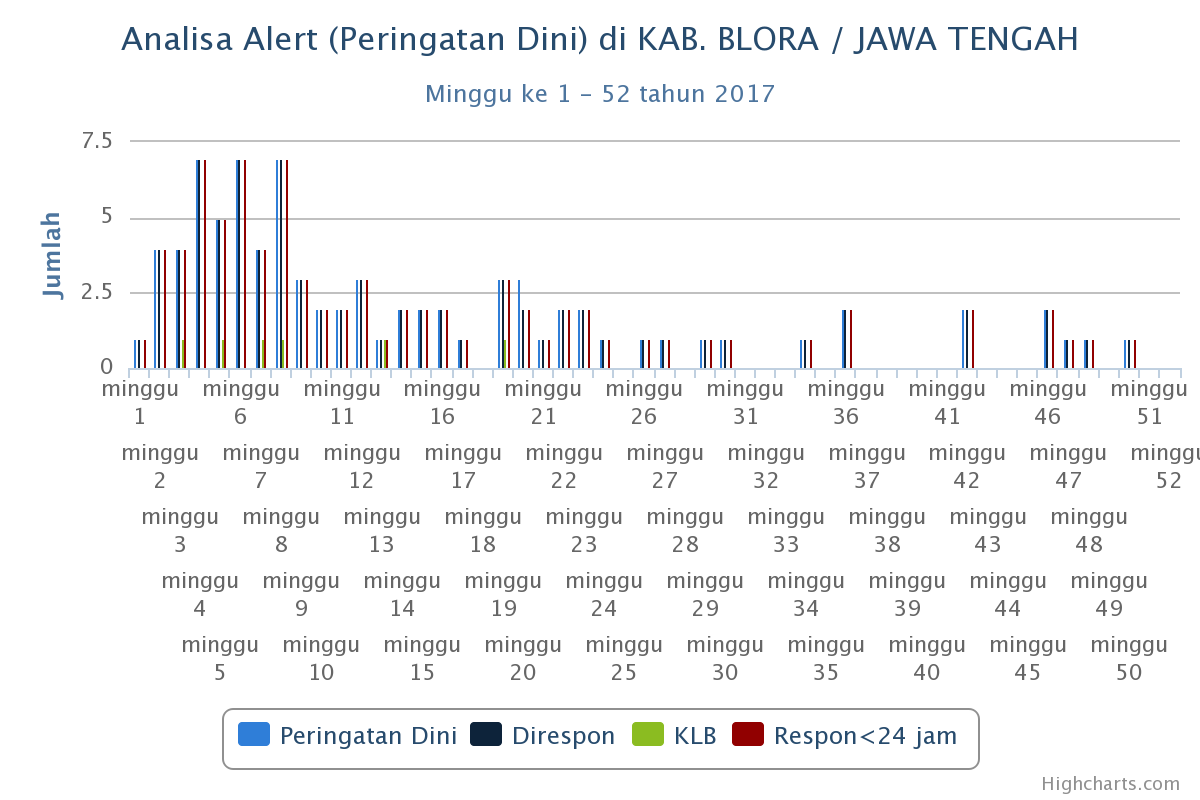 Analisa Alert (Peringatan Dini) di KAB. BLORA / JAWA TENGAH
Minggu ke 1 – 52 tahun 2017
Jumlah
7.5
5
2.5
0
minggu minggu minggu minggu minggu minggu minggu minggu minggu minggu minggu
1 6 11 16 21 26 31 36 41 46 51
minggu minggu minggu minggu minggu minggu minggu minggu minggu minggu minggu
2 7 12 17 22 27 32 37 42 47 52
minggu minggu minggu minggu minggu minggu minggu minggu minggu minggu
3 8 13 18 23 28 33 38 43 48
minggu minggu minggu minggu minggu minggu minggu minggu minggu minggu
4 9 14 19 24 29 34 39 44 49
minggu minggu minggu minggu minggu minggu minggu minggu minggu minggu
5 10 15 20 25 30 35 40 45 50
Peringatan Dini Direspon KLB Respon<24 jam
Highcharts.com